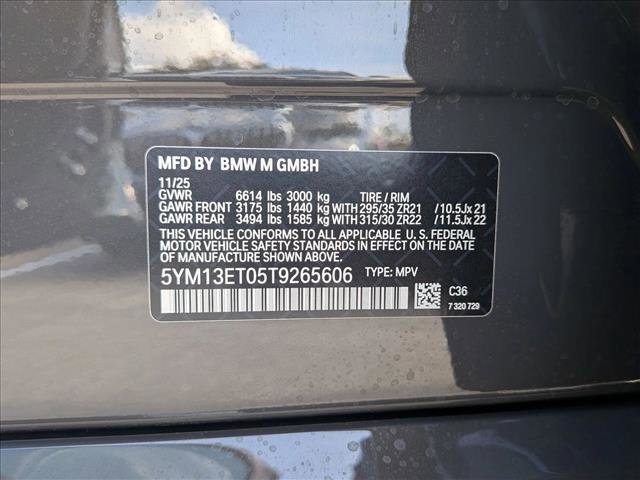 MFD BY BMW M GMBH
11/25
GVWR 6614 lbs 3000 kg TIRE / RIM
GAWR FRONT 3175 lbs 1440 kg WITH 295/35 ZR21 /10.5Jx 21
GAWR REAR 3494 lbs 1585 kg WITH 315/30 ZR22 /11.5Jx 22
THIS VEHICLE CONFORMS TO ALL APPLICABLE U. S. FEDERAL
MOTOR VEHICLE SAFETY STANDARDS IN EFFECT ON THE DATE
OF MANUFACTURE SHOWN ABOVE.
5YM13ET05T9265606 TYPE: MPV
C36
7 320 729